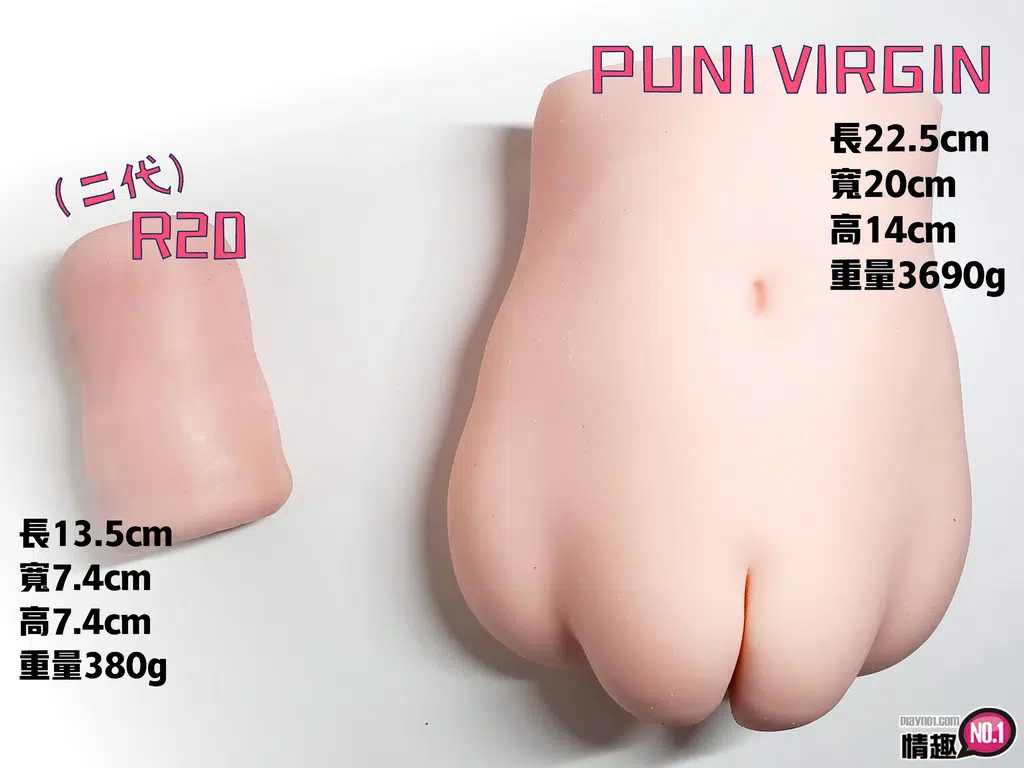 PUNI VIRGIN
長22.5cm
寬20cm
高14cm
重量3690g
(二代)
R20
長13.5cm
寬7.4cm
高7.4cm
重量380g
playno1.com
情趣 NO.1